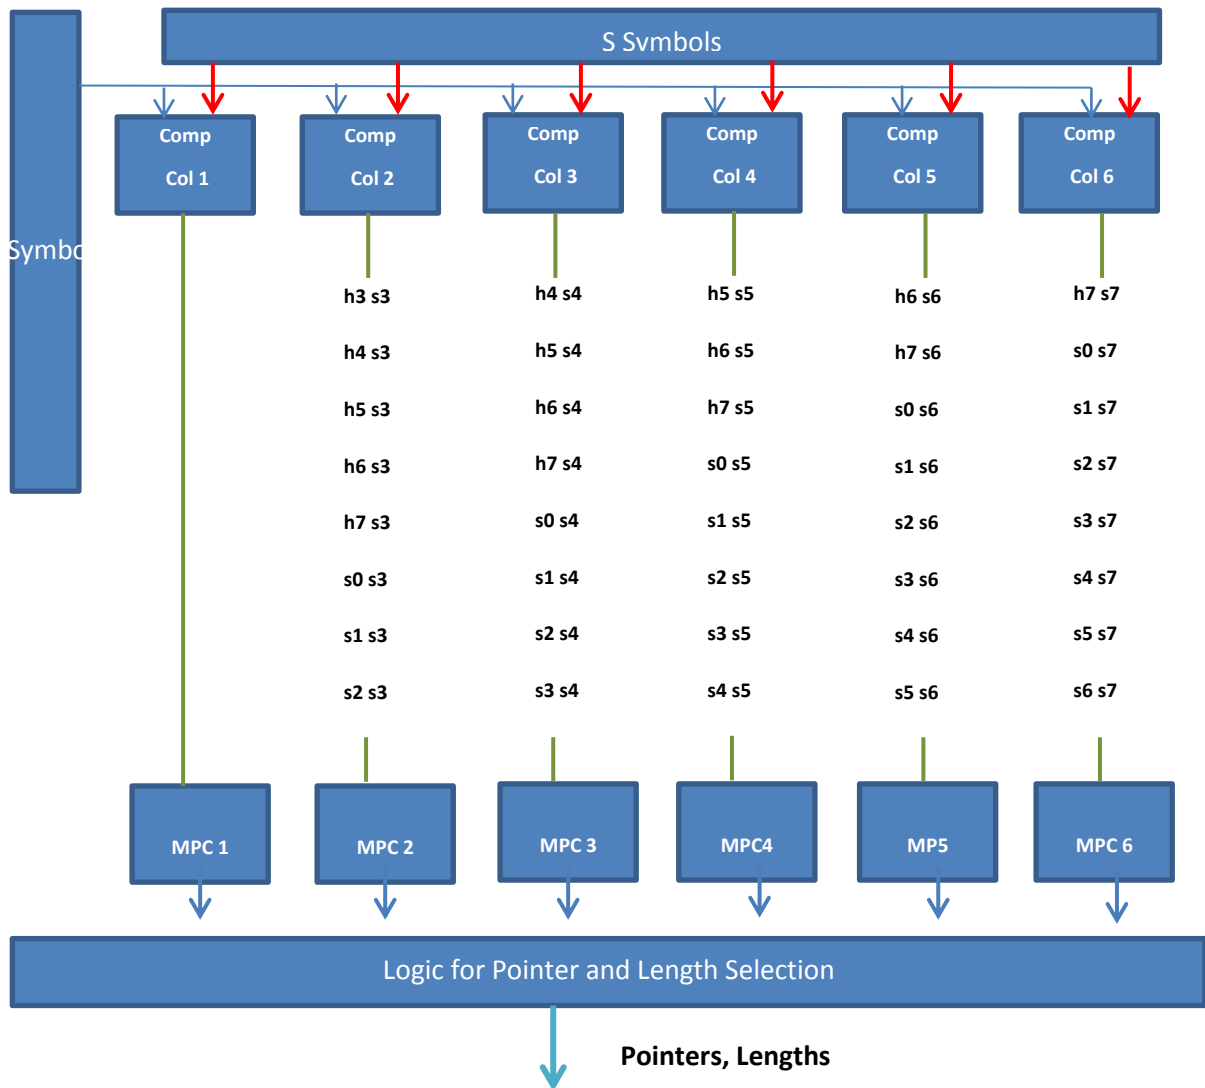 S Symbols
Comp Comp Comp Comp Comp Comp
Col 1 Col 2 Col 3 Col 4 Col 5 Col 6
Symbo
h3 s3 h4 s4 h5 s5 h6 s6 h7 s7
h4 s3 h5 s4 h6 s5 h7 s6 s0 s7
h5 s3 h6 s4 h7 s5 s0 s6 s1 s7
h6 s3 h7 s4 s0 s5 s1 s6 s2 s7
h7 s3 s0 s4 s1 s5 s2 s6 s3 s7
s0 s3 s1 s4 s2 s5 s3 s6 s4 s7
s1 s3 s2 s4 s3 s5 s4 s6 s5 s7
s2 s3 s3 s4 s4 s5 s5 s6 s6 s7
MPC 1 MPC 2 MPC 3 MPC4 MP5 MPC 6
Logic for Pointer and Length Selection
Pointers, Lengths